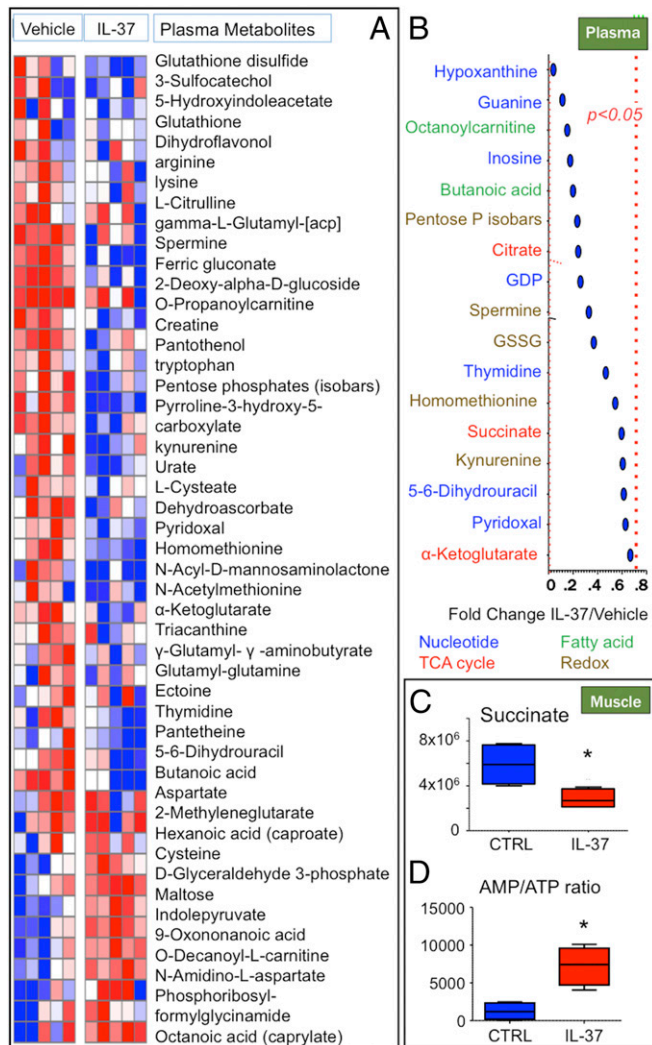 Vehicle
IL-37
Plasma Metabolites
A
Glutathione disulfide
3-Sulfocatechol
5-Hydroxyindoleacetate
Glutathione
Dihydroflavonol
arginine
lysine
L-Citrulline
gamma-L-Glutamyl-[acp]
Spermine
Ferric gluconate
2-Deoxy-alpha-D-glucoside
O-Propanoylcarnitine
Creatine
Pantothenol
tryptophan
Pentose phosphates (isobars)
Pyrroline-3-hydroxy-5-
carboxylate
kynurenine
Urate
L-Cysteate
Dehydroascorbate
Pyridoxal
Homomethionine
N-Acyl-D-mannosaminolactone
N-Acetylmethionine
α-Ketoglutarate
Triacanthine
γ-Glutamyl- γ -aminobutyrate
Glutamyl-glutamine
Ectoine
Thymidine
Pantetheine
5-6-Dihydrouracil
Butanoic acid
Aspartate
2-Methyleneglutarate
Hexanoic acid (caproate)
Cysteine
D-Glyceraldehyde 3-phosphate
Maltose
Indolepyruvate
9-Oxononanoic acid
O-Decanoyl-L-carnitine
N-Amidino-L-aspartate
Phosphoribosyl-
formylglycinamide
Octanoic acid (caprylate)
B
Plasma
p<0.05
Hypoxanthine
Guanine
Octanoylcarnitine
Inosine
Butanoic acid
Pentose P isobars
Citrate
GDP
Spermine
GSSG
Thymidine
Homomethionine
Succinate
Kynurenine
5-6-Dihydrouracil
Pyridoxal
α-Ketoglutarate
0 .2 .4 .6 .8
Fold Change IL-37/Vehicle
Nucleotide Fatty acid
TCA cycle Redox
C
Muscle
Succinate
8x10⁶
4x10⁶
0
*
CTRL IL-37
D
AMP/ATP ratio
15000
10000
5000
0
*
CTRL IL-37